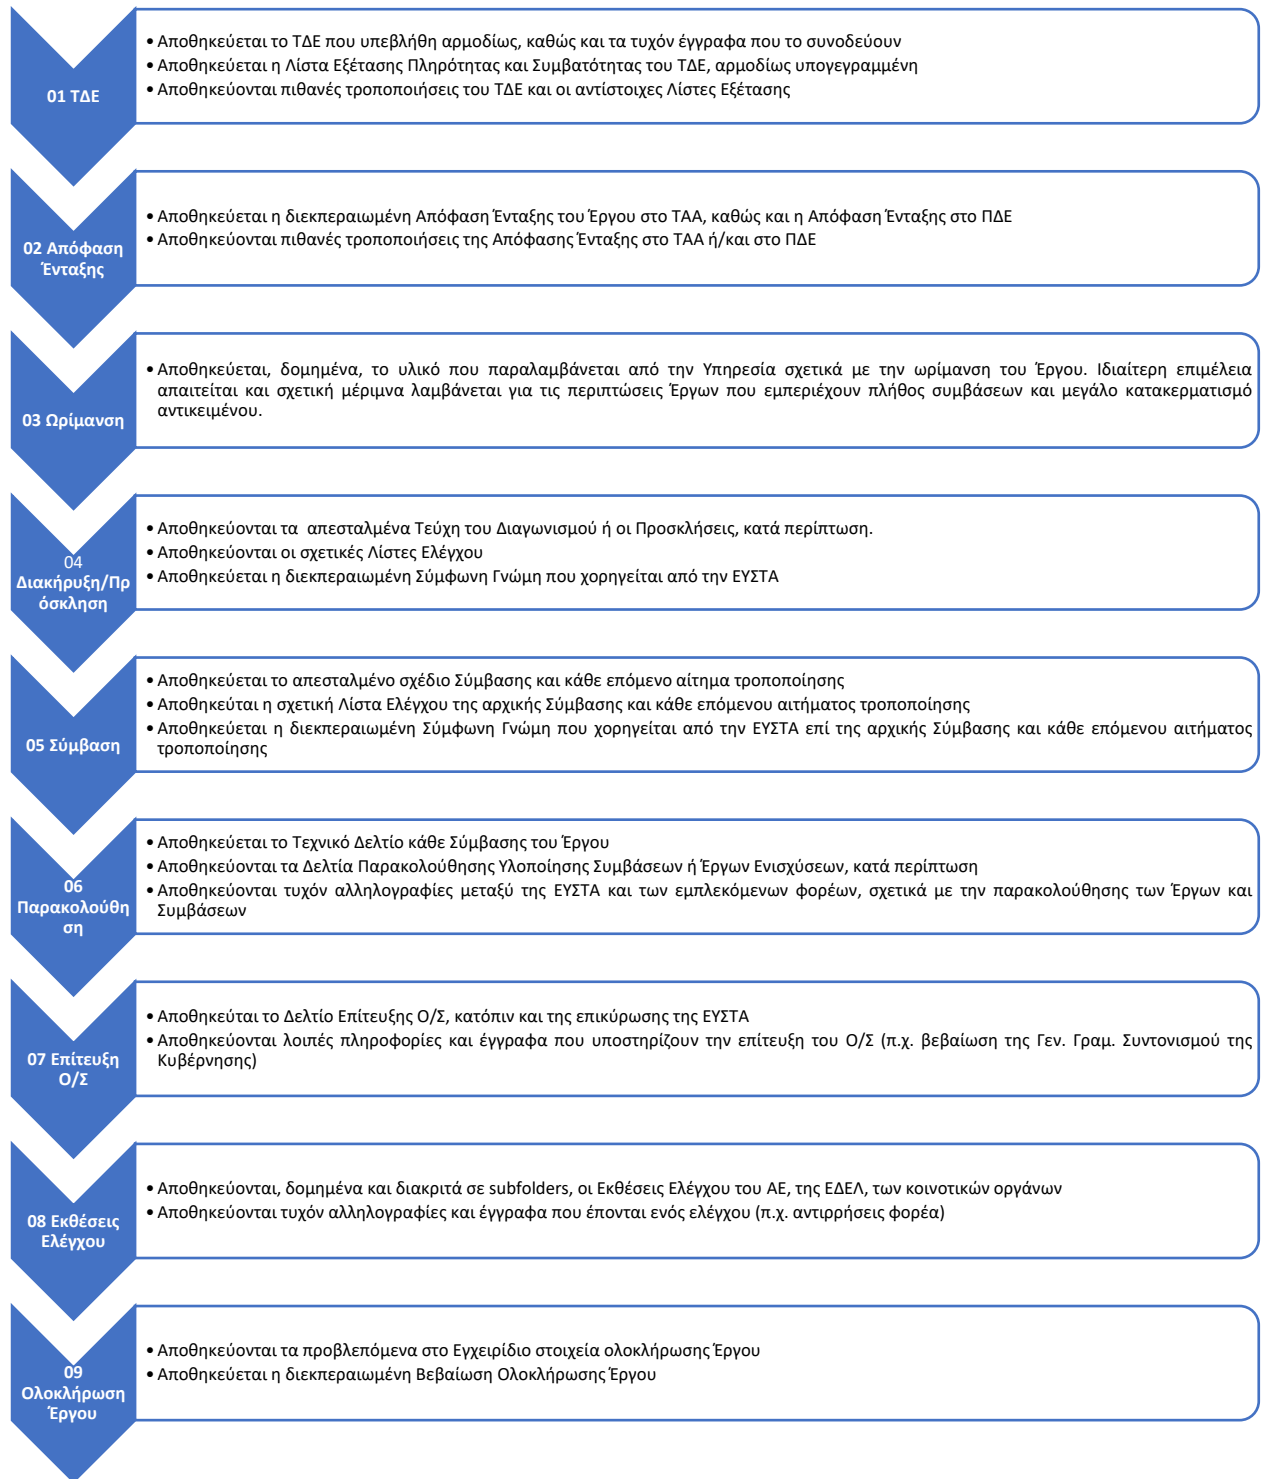 01 ΤΔΕ
• Αποθηκεύεται το ΤΔΕ που υπεβλήθη αρμοδίως, καθώς και τα τυχόν έγγραφα που το συνοδεύουν
• Αποθηκεύεται η Λίστα Εξέτασης Πληρότητας και Συμβατότητας του ΤΔΕ, αρμοδίως υπογεγραμμένη
• Αποθηκεύονται πιθανές τροποποιήσεις του ΤΔΕ και οι αντίστοιχες Λίστες Εξέτασης
02 Απόφαση
Ένταξης
• Αποθηκεύεται η διεκπεραιωμένη Απόφαση Ένταξης του Έργου στο ΤΑΑ, καθώς και η Απόφαση Ένταξης στο ΠΔΕ
• Αποθηκεύονται πιθανές τροποποιήσεις της Απόφασης Ένταξης στο ΤΑΑ ή/και στο ΠΔΕ
03 Ωρίμανση
• Αποθηκεύεται, δομημένα, το υλικό που παραλαμβάνεται από την Υπηρεσία σχετικά με την ωρίμανση του Έργου. Ιδιαίτερη επιμέλεια
απαιτείται και σχετική μέριμνα λαμβάνεται για τις περιπτώσεις Έργων που εμπεριέχουν πλήθος συμβάσεων και μεγάλο κατακερματισμό
αντικειμένου.
04
Διακήρυξη/Πρ
όσκληση
• Αποθηκεύονται τα απεσταλμένα Τεύχη του Διαγωνισμού ή οι Προσκλήσεις, κατά περίπτωση.
• Αποθηκεύονται οι σχετικές Λίστες Ελέγχου
• Αποθηκεύεται η διεκπεραιωμένη Σύμφωνη Γνώμη που χορηγείται από την ΕΥΣΤΑ
05 Σύμβαση
• Αποθηκεύεται το απεσταλμένο σχέδιο Σύμβασης και κάθε επόμενο αίτημα τροποποίησης
• Αποθηκεύται η σχετική Λίστα Ελέγχου της αρχικής Σύμβασης και κάθε επόμενου αιτήματος τροποποίησης
• Αποθηκεύεται η διεκπεραιωμένη Σύμφωνη Γνώμη που χορηγείται από την ΕΥΣΤΑ επί της αρχικής Σύμβασης και κάθε επόμενου αιτήματος
τροποποίησης
06
Παρακολούθη
ση
• Αποθηκεύεται το Τεχνικό Δελτίο κάθε Σύμβασης του Έργου
• Αποθηκεύονται τα Δελτία Παρακολούθησης Υλοποίησης Συμβάσεων ή Έργων Ενισχύσεων, κατά περίπτωση
• Αποθηκεύονται τυχόν αλληλογραφίες μεταξύ της ΕΥΣΤΑ και των εμπλεκόμενων φορέων, σχετικά με την παρακολούθησης των Έργων και
Συμβάσεων
07 Επίτευξη
Ο/Σ
• Αποθηκεύται το Δελτίο Επίτευξης Ο/Σ, κατόπιν και της επικύρωσης της ΕΥΣΤΑ
• Αποθηκεύονται λοιπές πληροφορίες και έγγραφα που υποστηρίζουν την επίτευξη του Ο/Σ (π.χ. βεβαίωση της Γεν. Γραμ. Συντονισμού της
Κυβέρνησης)
08 Εκθέσεις
Ελέγχου
• Αποθηκεύονται, δομημένα και διακριτά σε subfolders, οι Εκθέσεις Ελέγχου του ΑΕ, της ΕΔΕΛ, των κοινοτικών οργάνων
• Αποθηκεύονται τυχόν αλληλογραφίες και έγγραφα που έπονται ενός ελέγχου (π.χ. αντιρρήσεις φορέα)
09
Ολοκλήρωση
Έργου
• Αποθηκεύονται τα προβλεπόμενα στο Εγχειρίδιο στοιχεία ολοκλήρωσης Έργου
• Αποθηκεύεται η διεκπεραιωμένη Βεβαίωση Ολοκλήρωσης Έργου